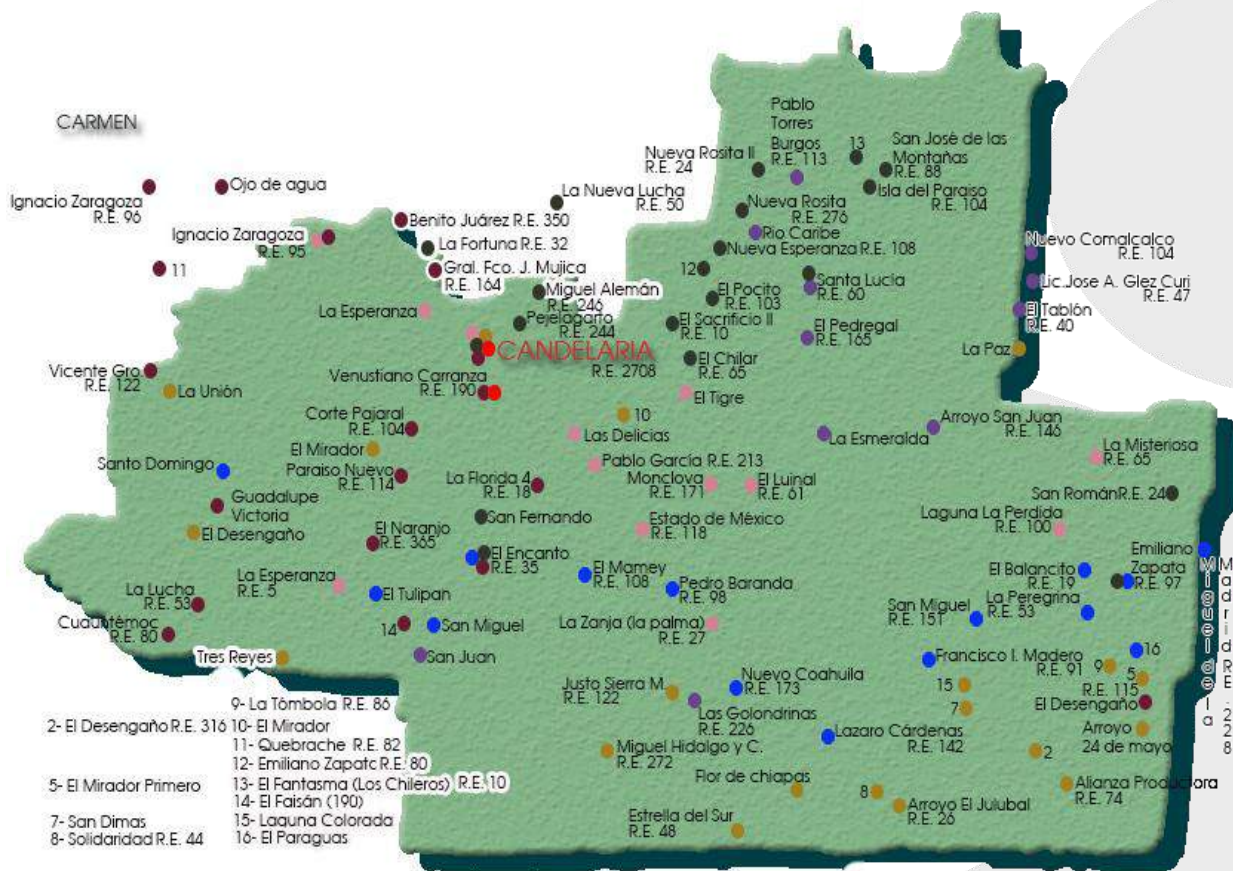 CARMEN
Pablo
Torres
Burgos
R.E. 113
13
San José de las
Montañas
R.E. 88
Nueva Rosita II
R.E. 24
Isla del Paraiso
R.E. 104
Ignacio Zaragoza
R.E. 96
Ojo de agua
La Nueva Lucha
R.E. 50
Nueva Rosita
R.E. 276
Benito Juárez R.E. 350
Rio Caribe
Ignacio Zaragoza
R.E. 95
La Fortuna R.E. 32
Nueva Esperanza R.E. 108
Nuevo Comalcalco
R.E. 104
11
Gral. Fco. J. Mujica
R.E. 164
12
Santa Lucia
R.E. 60
Lic.Jose A. Glez Curi
R.E. 47
Miguel Alemán
R.E. 246
El Pocito
R.E. 103
La Esperanza
El Tablón
R.E. 40
Pejelagarto
R.E. 244
El Sacrificio II
R.E. 10
El Pedregal
R.E. 165
CANDELARIA
R.E. 2708
La Paz
El Chilar
R.E. 65
Vicente Gro.
R.E. 122
La Unión
Venustiano Carranza
R.E. 190
El Tigre
Corte Pajaral
R.E. 104
10
Arroyo San Juan
R.E. 146
Las Delicias
La Esmeralda
El Mirador
La Misteriosa
R.E. 65
Santo Domingo
Paraiso Nuevo
R.E. 114
Pablo García R.E. 213
La Florida 4
R.E. 18
Monclova
R.E. 171
El Luinal
R.E. 61
San Román R.E. 24
Guadalupe
Victoria
San Fernando
Laguna La Perdida
R.E. 100
El Desengaño
El Naranjo
R.E. 365
Estado de México
R.E. 118
El Encanto
R.E. 35
Emiliano
Zapata
R.E. 97
El Mamey
R.E. 108
El Balancito
R.E. 19
La Esperanza
R.E. 5
Pedro Baranda
R.E. 98
La Lucha
R.E. 53
El Tulipan
San Miguel
R.E. 151
La Peregrina
R.E. 53
Cuauhtémoc
R.E. 80
14
San Miguel
La Zanja (la palma)
R.E. 27
Miguel de la
Madrid R.E. 228
Tres Reyes
San Juan
Francisco I. Madero
R.E. 91
16
9
5
R.E. 115
Nuevo Coahuila
R.E. 173
Justo Sierra M.
R.E. 122
15
El Desengaño
Las Golondrinas
R.E. 226
7
Arroyo
24 de mayo
Lazaro Cárdenas
R.E. 142
Miguel Hidalgo y C.
R.E. 272
2
Flor de chiapas
8
Alianza Productora
R.E. 74
Arroyo El Julubal
R.E. 26
Estrella del Sur
R.E. 48
9- La Tómbola R.E. 86
2- El Desengaño R.E. 316
10- El Mirador
11- Quebrache R.E. 82
12- Emiliano Zapatc R.E. 80
5- El Mirador Primero
13- El Fantasma (Los Chileros) R.E. 10
14- El Faisán (190)
7- San Dimas
15- Laguna Colorada
8- Solidaridad R.E. 44
16- El Paraguas